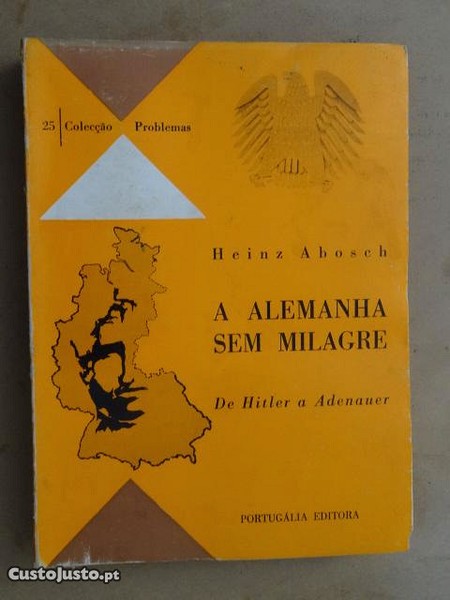 25 | Colecção Problemas
Heinz Abosch
A ALEMANHA
SEM MILAGRE
De Hitler a Adenauer
PORTUGÁLIA EDITORA
CustoJusto.pt